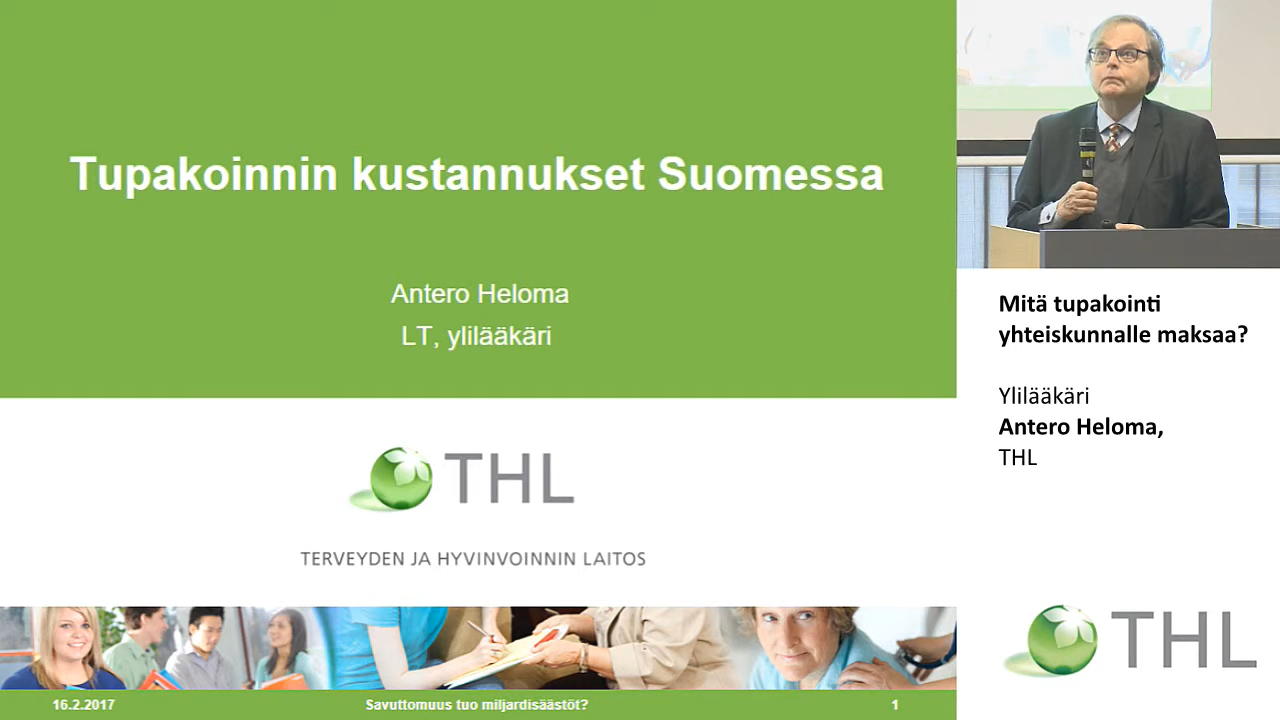 Tupakoinnin kustannukset Suomessa
Antero Heloma
LT, ylilääkäri
THL
TERVEYDEN JA HYVINVOINNIN LAITOS
16.2.2017
Savuttomuus tuo miljardisäästöt?
1
Mitä tupakointi
yhteiskunnalle maksaa?
Ylilääkäri
Antero Heloma,
THL
THL